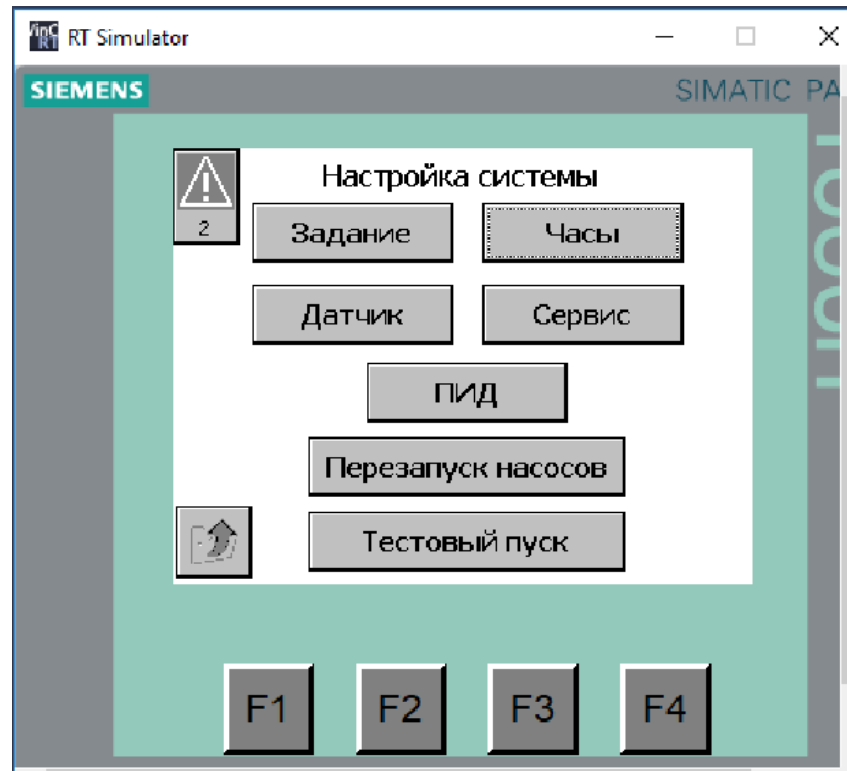 RT Simulator
SIEMENS
SIMATIC PA
TOUCH
Настройка системы
2
Задание
Часы
Датчик
Сервис
ПИД
Перезапуск насосов
Тестовый пуск
F1
F2
F3
F4